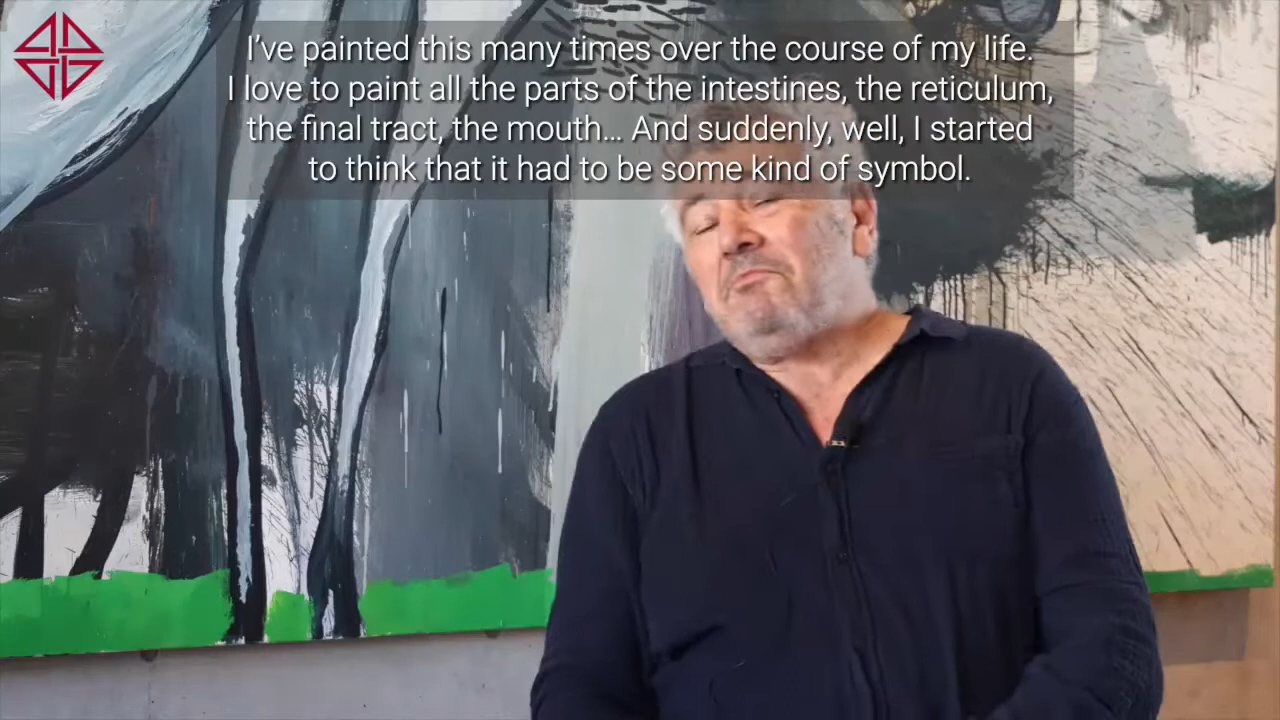 I’ve painted this many times over the course of my life.
I love to paint all the parts of the intestines, the reticulum,
the final tract, the mouth... And suddenly, well, I started
to think that it had to be some kind of symbol.